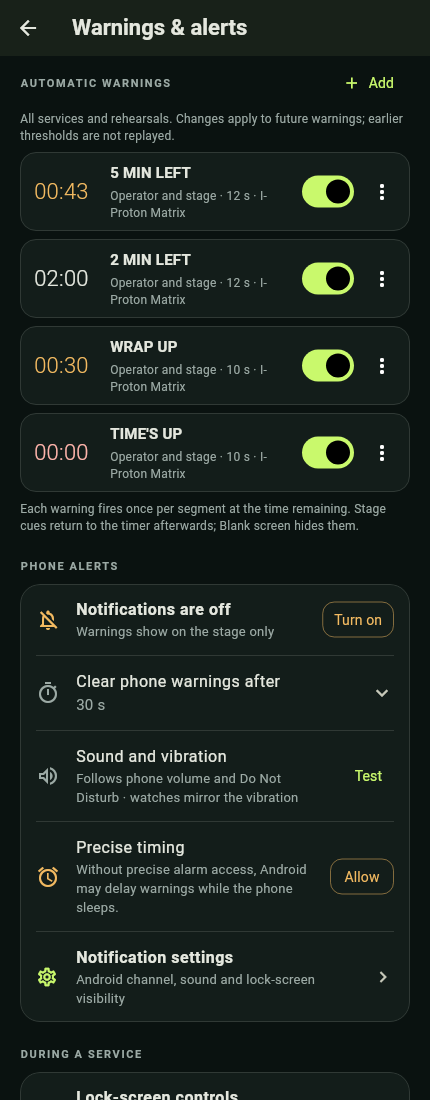 Warnings & alerts
AUTOMATIC WARNINGS
+ Add
All services and rehearsals. Changes apply to future warnings; earlier
thresholds are not replayed.
00:43
5 MIN LEFT
Operator and stage · 12 s · I-
Proton Matrix
02:00
2 MIN LEFT
Operator and stage · 12 s · I-
Proton Matrix
00:30
WRAP UP
Operator and stage · 10 s · I-
Proton Matrix
00:00
TIME'S UP
Operator and stage · 10 s · I-
Proton Matrix
Each warning fires once per segment at the time remaining. Stage
cues return to the timer afterwards; Blank screen hides them.
PHONE ALERTS
Notifications are off
Warnings show on the stage only
Turn on
Clear phone warnings after
30 s
Sound and vibration
Follows phone volume and Do Not
Disturb · watches mirror the vibration
Test
Precise timing
Without precise alarm access, Android
may delay warnings while the phone
sleeps.
Allow
Notification settings
Android channel, sound and lock-screen
visibility
DURING A SERVICE
Lock-screen controls